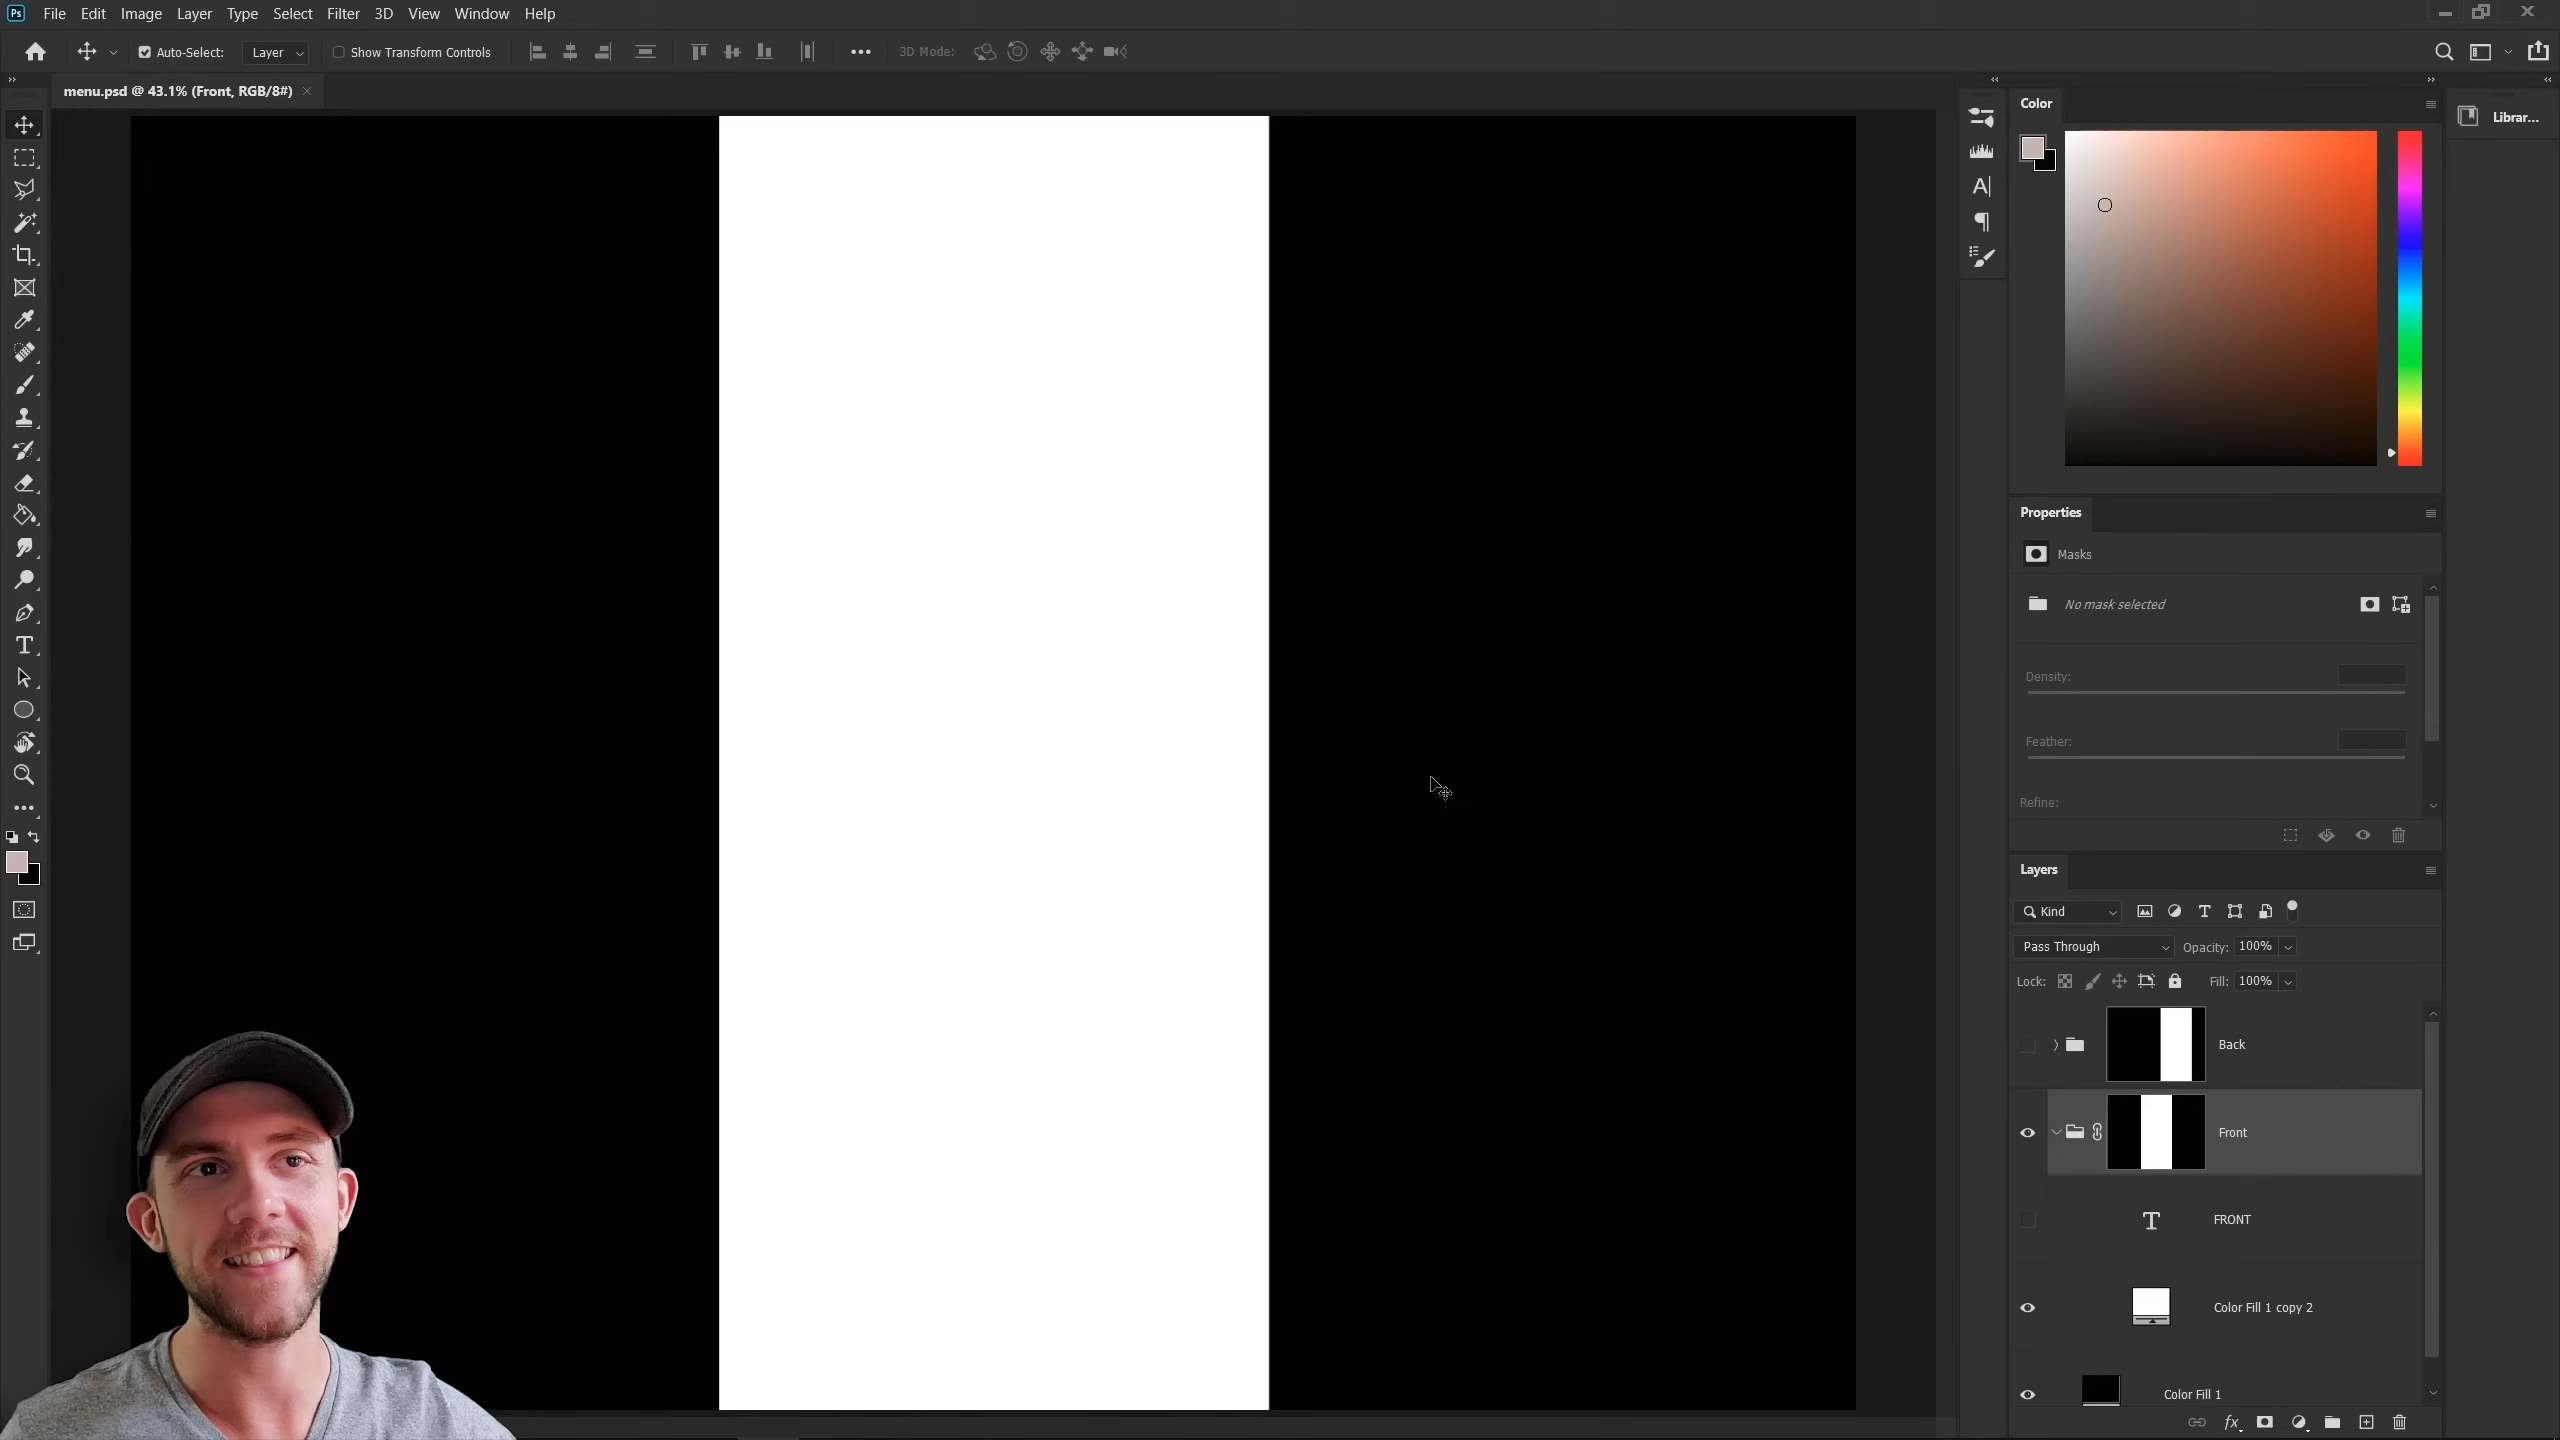 Ps File Edit Image Layer Type Select Filter 3D View Window Help
Auto-Select: Layer Show Transform Controls 3D Mode:
menu.psd @ 43.1% (Front, RGB/8#)
Color
Librar...
Properties
Masks
No mask selected
Density:
Feather:
Refine:
Layers
Kind
Pass Through Opacity: 100%
Lock: Fill: 100%
Back
Front
FRONT
Color Fill 1 copy 2
Color Fill 1
fx